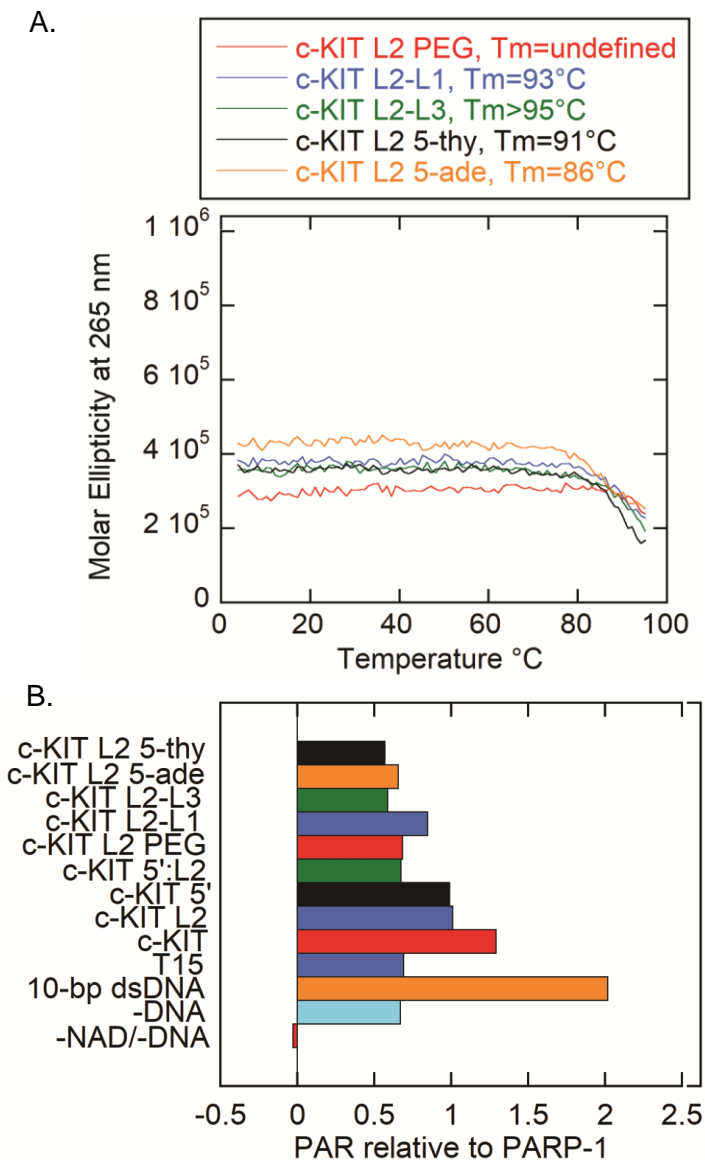 A.
c-KIT L2 PEG, Tm=undefined
c-KIT L2-L1, Tm=93°C
c-KIT L2-L3, Tm>95°C
c-KIT L2 5-thy, Tm=91°C
c-KIT L2 5-ade, Tm=86°C
Molar Ellipticity at 265 nm
1 10⁶
8 10⁵
6 10⁵
4 10⁵
2 10⁵
0
0 20 40 60 80 100
Temperature °C
B.
c-KIT L2 5-thy
c-KIT L2 5-ade
c-KIT L2-L3
c-KIT L2-L1
c-KIT L2 PEG
c-KIT 5':L2
c-KIT 5'
c-KIT L2
c-KIT
T15
10-bp dsDNA
-DNA
-NAD/-DNA
-0.5 0 0.5 1 1.5 2 2.5
PAR relative to PARP-1